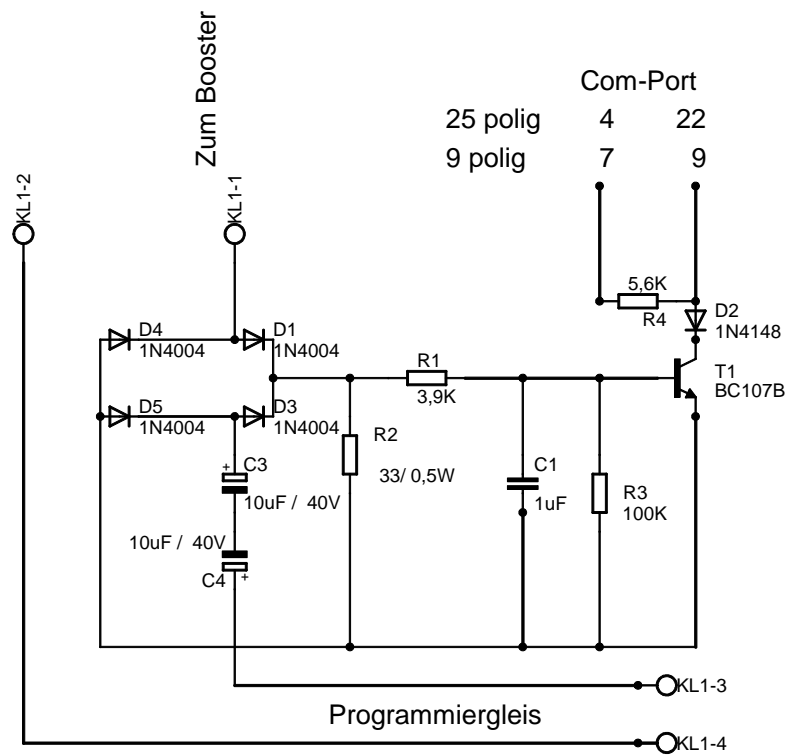 Zum Booster
Com-Port
25 polig 4 22
9 polig 7 9
KL1-2
KL1-1
5,6K
R4
D2
1N4148
D4
1N4004
D1
1N4004
R1
3,9K
T1
BC107B
D5
1N4004
D3
1N4004
R2
33/ 0,5W
+
C3
10uF / 40V
C1
1uF
R3
100K
10uF / 40V
C4
+
KL1-3
Programmiergleis
KL1-4